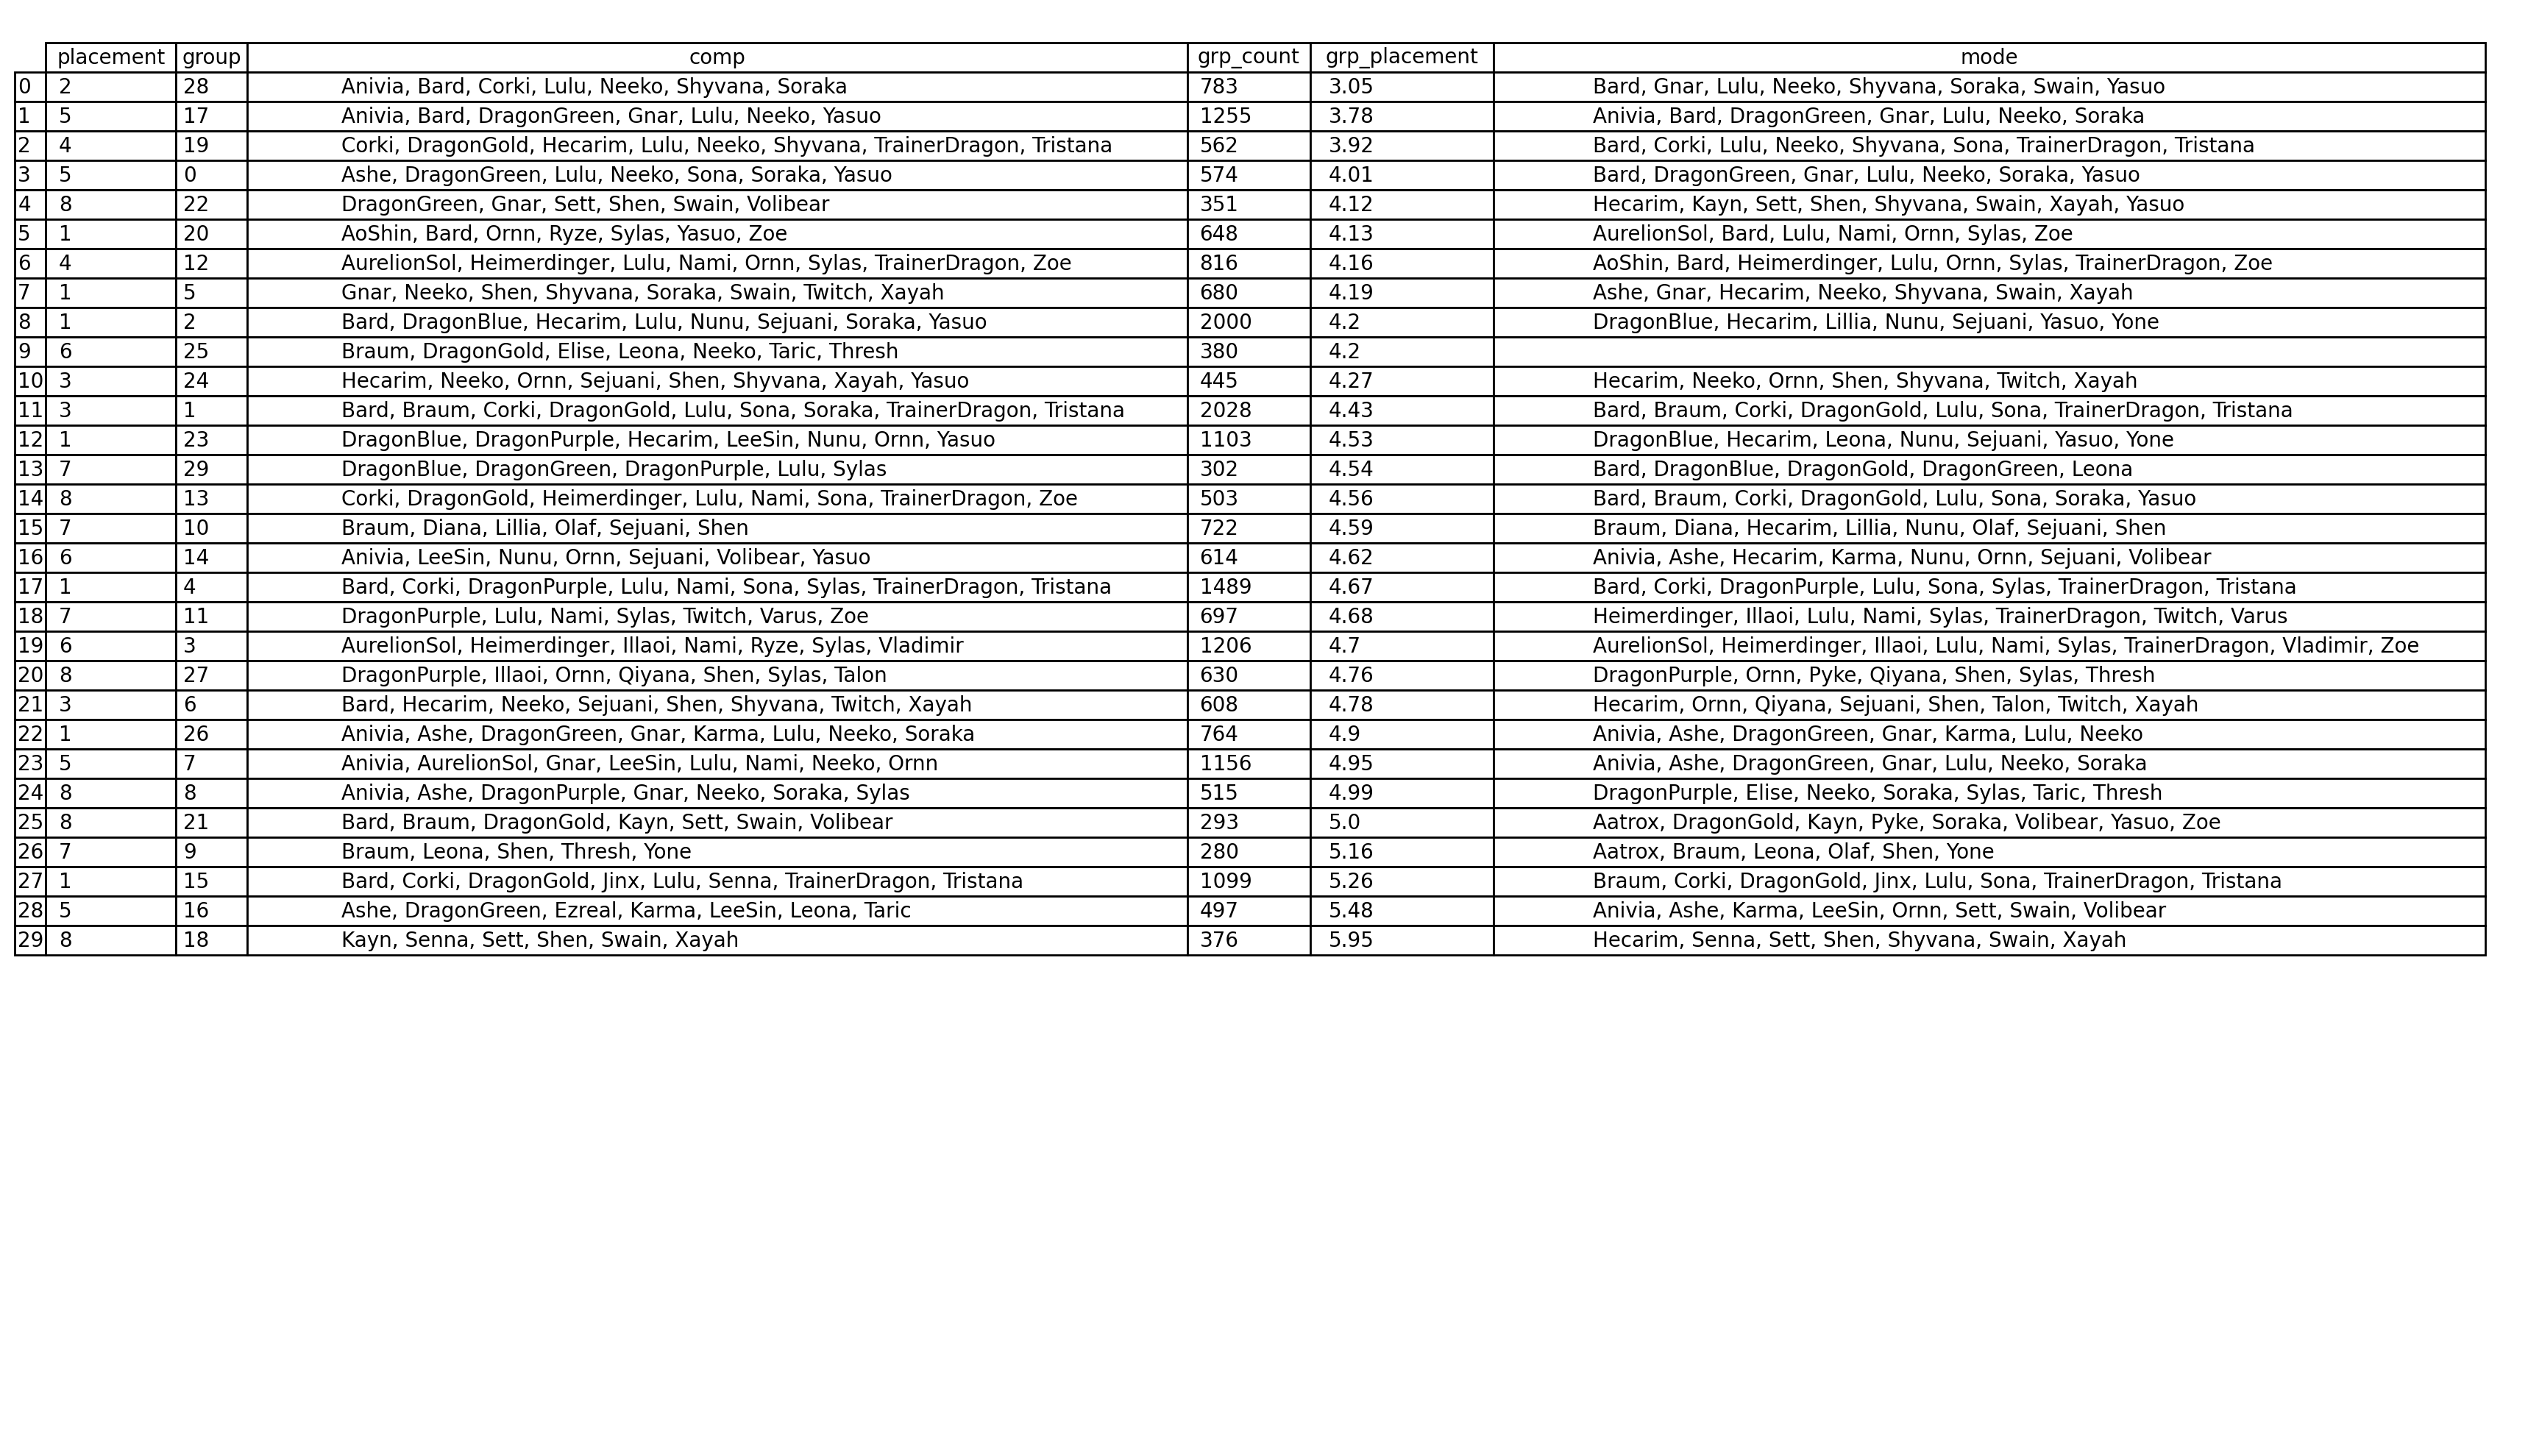 placement group comp grp_count grp_placement mode
0 2 28 Anivia, Bard, Corki, Lulu, Neeko, Shyvana, Soraka 783 3.05 Bard, Gnar, Lulu, Neeko, Shyvana, Soraka, Swain, Yasuo
1 5 17 Anivia, Bard, DragonGreen, Gnar, Lulu, Neeko, Yasuo 1255 3.78 Anivia, Bard, DragonGreen, Gnar, Lulu, Neeko, Soraka
2 4 19 Corki, DragonGold, Hecarim, Lulu, Neeko, Shyvana, TrainerDragon, Tristana 562 3.92 Bard, Corki, Lulu, Neeko, Shyvana, Sona, TrainerDragon, Tristana
3 5 0 Ashe, DragonGreen, Lulu, Neeko, Sona, Soraka, Yasuo 574 4.01 Bard, DragonGreen, Gnar, Lulu, Neeko, Soraka, Yasuo
4 8 22 DragonGreen, Gnar, Sett, Shen, Swain, Volibear 351 4.12 Hecarim, Kayn, Sett, Shen, Shyvana, Swain, Xayah, Yasuo
5 1 20 AoShin, Bard, Ornn, Ryze, Sylas, Yasuo, Zoe 648 4.13 AurelionSol, Bard, Lulu, Nami, Ornn, Sylas, Zoe
6 4 12 AurelionSol, Heimerdinger, Lulu, Nami, Ornn, Sylas, TrainerDragon, Zoe 816 4.16 AoShin, Bard, Heimerdinger, Lulu, Ornn, Sylas, TrainerDragon, Zoe
7 1 5 Gnar, Neeko, Shen, Shyvana, Soraka, Swain, Twitch, Xayah 680 4.19 Ashe, Gnar, Hecarim, Neeko, Shyvana, Swain, Xayah
8 1 2 Bard, DragonBlue, Hecarim, Lulu, Nunu, Sejuani, Soraka, Yasuo 2000 4.2 DragonBlue, Hecarim, Lillia, Nunu, Sejuani, Yasuo, Yone
9 6 25 Braum, DragonGold, Elise, Leona, Neeko, Taric, Thresh 380 4.2
10 3 24 Hecarim, Neeko, Ornn, Sejuani, Shen, Shyvana, Xayah, Yasuo 445 4.27 Hecarim, Neeko, Ornn, Shen, Shyvana, Twitch, Xayah
11 3 1 Bard, Braum, Corki, DragonGold, Lulu, Sona, Soraka, TrainerDragon, Tristana 2028 4.43 Bard, Braum, Corki, DragonGold, Lulu, Sona, TrainerDragon, Tristana
12 1 23 DragonBlue, DragonPurple, Hecarim, LeeSin, Nunu, Ornn, Yasuo 1103 4.53 DragonBlue, Hecarim, Leona, Nunu, Sejuani, Yasuo, Yone
13 7 29 DragonBlue, DragonGreen, DragonPurple, Lulu, Sylas 302 4.54 Bard, DragonBlue, DragonGold, DragonGreen, Leona
14 8 13 Corki, DragonGold, Heimerdinger, Lulu, Nami, Sona, TrainerDragon, Zoe 503 4.56 Bard, Braum, Corki, DragonGold, Lulu, Sona, Soraka, Yasuo
15 7 10 Braum, Diana, Lillia, Olaf, Sejuani, Shen 722 4.59 Braum, Diana, Hecarim, Lillia, Nunu, Olaf, Sejuani, Shen
16 6 14 Anivia, LeeSin, Nunu, Ornn, Sejuani, Volibear, Yasuo 614 4.62 Anivia, Ashe, Hecarim, Karma, Nunu, Ornn, Sejuani, Volibear
17 1 4 Bard, Corki, DragonPurple, Lulu, Nami, Sona, Sylas, TrainerDragon, Tristana 1489 4.67 Bard, Corki, DragonPurple, Lulu, Sona, Sylas, TrainerDragon, Tristana
18 7 11 DragonPurple, Lulu, Nami, Sylas, Twitch, Varus, Zoe 697 4.68 Heimerdinger, Illaoi, Lulu, Nami, Sylas, TrainerDragon, Twitch, Varus
19 6 3 AurelionSol, Heimerdinger, Illaoi, Nami, Ryze, Sylas, Vladimir 1206 4.7 AurelionSol, Heimerdinger, Illaoi, Lulu, Nami, Sylas, TrainerDragon, Vladimir, Zoe
20 8 27 DragonPurple, Illaoi, Ornn, Qiyana, Shen, Sylas, Talon 630 4.76 DragonPurple, Ornn, Pyke, Qiyana, Shen, Sylas, Thresh
21 3 6 Bard, Hecarim, Neeko, Sejuani, Shen, Shyvana, Twitch, Xayah 608 4.78 Hecarim, Ornn, Qiyana, Sejuani, Shen, Talon, Twitch, Xayah
22 1 26 Anivia, Ashe, DragonGreen, Gnar, Karma, Lulu, Neeko, Soraka 764 4.9 Anivia, Ashe, DragonGreen, Gnar, Karma, Lulu, Neeko
23 5 7 Anivia, AurelionSol, Gnar, LeeSin, Lulu, Nami, Neeko, Ornn 1156 4.95 Anivia, Ashe, DragonGreen, Gnar, Lulu, Neeko, Soraka
24 8 8 Anivia, Ashe, DragonPurple, Gnar, Neeko, Soraka, Sylas 515 4.99 DragonPurple, Elise, Neeko, Soraka, Sylas, Taric, Thresh
25 8 21 Bard, Braum, DragonGold, Kayn, Sett, Swain, Volibear 293 5.0 Aatrox, DragonGold, Kayn, Pyke, Soraka, Volibear, Yasuo, Zoe
26 7 9 Braum, Leona, Shen, Thresh, Yone 280 5.16 Aatrox, Braum, Leona, Olaf, Shen, Yone
27 1 15 Bard, Corki, DragonGold, Jinx, Lulu, Senna, TrainerDragon, Tristana 1099 5.26 Braum, Corki, DragonGold, Jinx, Lulu, Sona, TrainerDragon, Tristana
28 5 16 Ashe, DragonGreen, Ezreal, Karma, LeeSin, Leona, Taric 497 5.48 Anivia, Ashe, Karma, LeeSin, Ornn, Sett, Swain, Volibear
29 8 18 Kayn, Senna, Sett, Shen, Swain, Xayah 376 5.95 Hecarim, Senna, Sett, Shen, Shyvana, Swain, Xayah